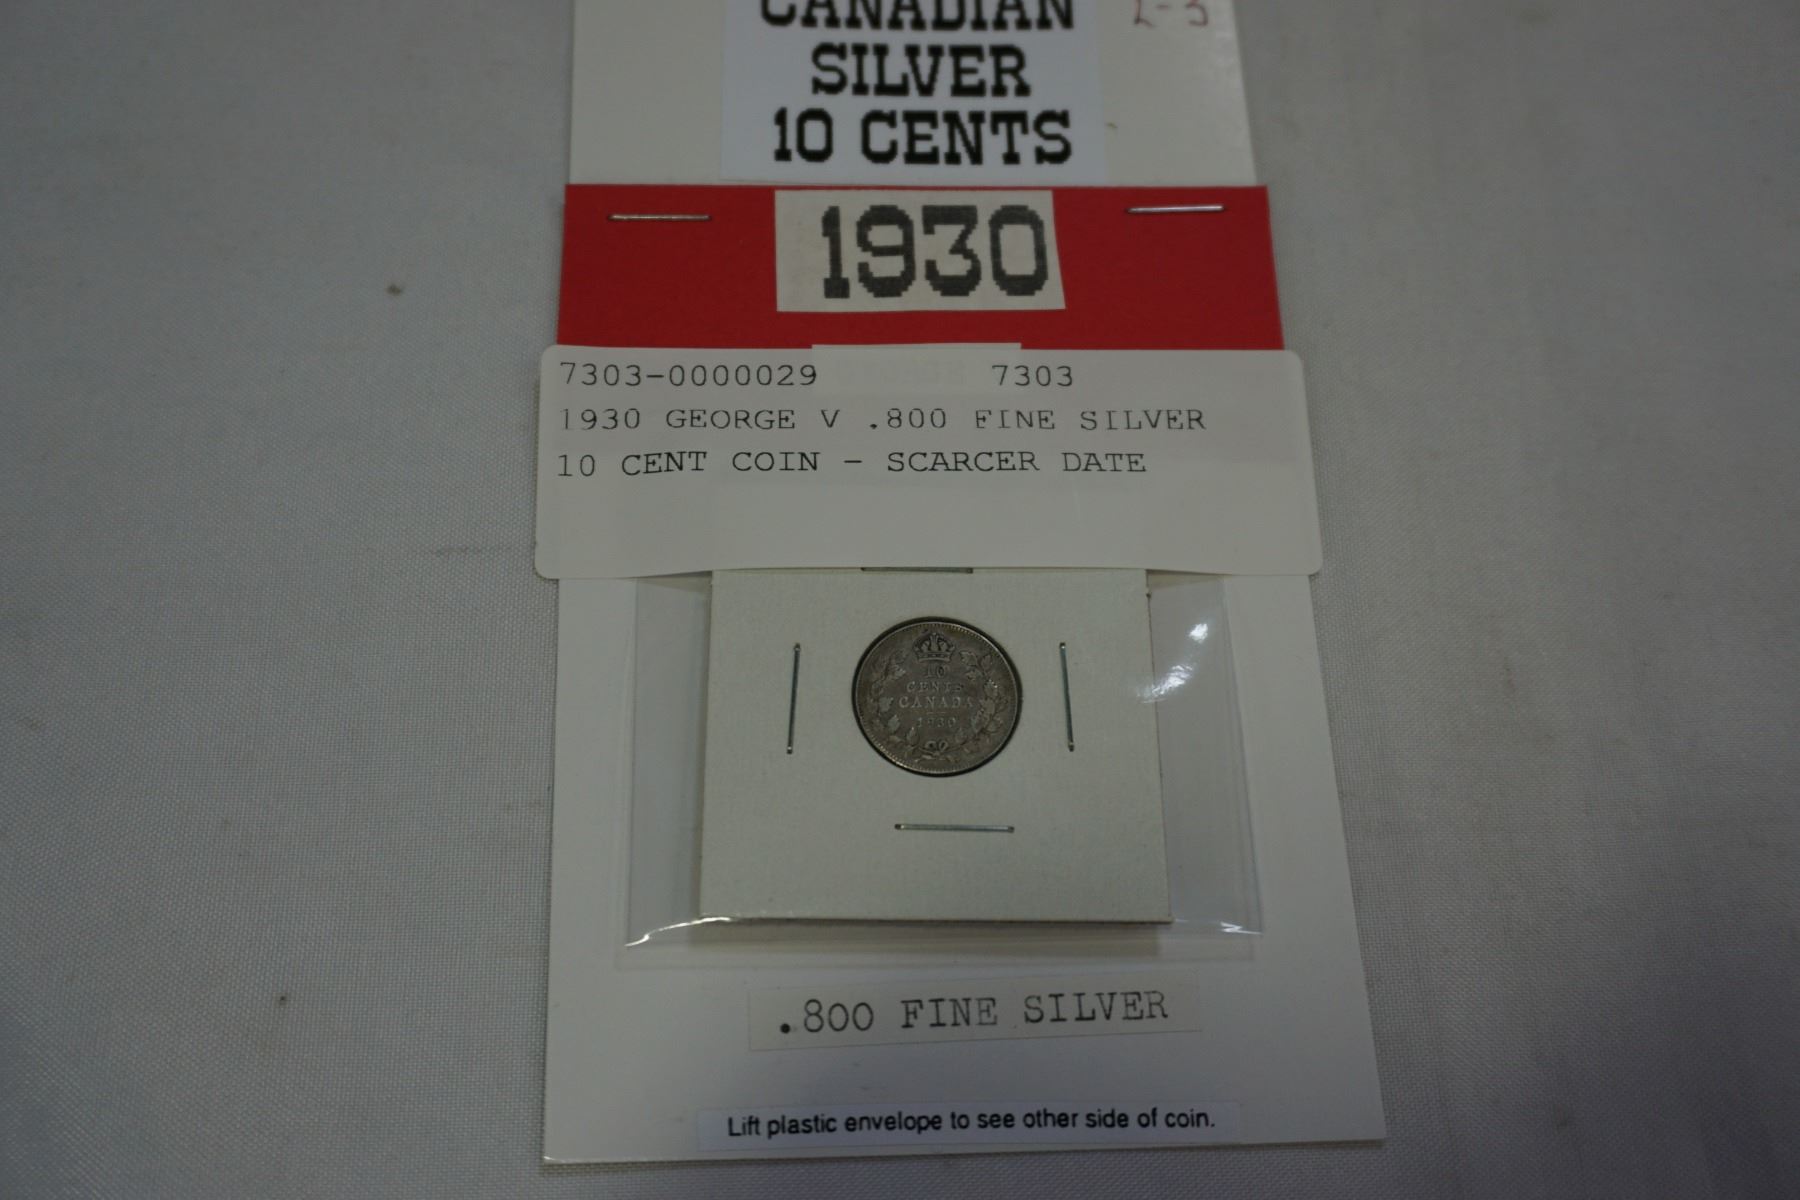 CANADIAN
SILVER
10 CENTS
1930
7303-0000029 7303
1930 GEORGE V .800 FINE SILVER
10 CENT COIN - SCARCER DATE
10
CENTS
CANADA
1930
.800 FINE SILVER
Lift plastic envelope to see other side of coin.